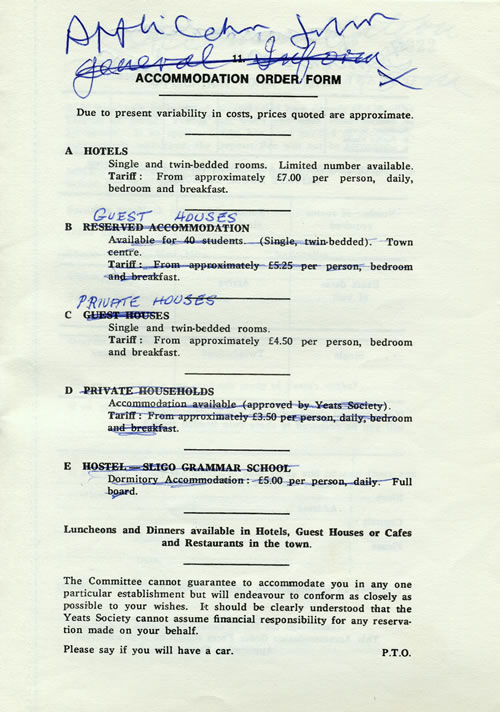 Application form
general Inform
11.
ACCOMMODATION ORDER FORM
Due to present variability in costs, prices quoted are approximate.
A HOTELS
Single and twin-bedded rooms. Limited number available.
Tariff: From approximately £7.00 per person, daily,
bedroom and breakfast.
GUEST HOUSES
B RESERVED ACCOMMODATION
Available for 40 students. (Single, twin-bedded). Town
centre.
Tariff: From approximately £5.25 per person, bedroom
and breakfast.
PRIVATE HOUSES
C GUEST HOUSES
Single and twin-bedded rooms.
Tariff: From approximately £4.50 per person, bedroom
and breakfast.
D PRIVATE HOUSEHOLDS
Accommodation available (approved by Yeats Society).
Tariff: From approximately £3.50 per person, daily, bedroom
and breakfast.
E HOSTEL — SLIGO GRAMMAR SCHOOL
Dormitory Accommodation: £5.00 per person, daily. Full
board.
Luncheons and Dinners available in Hotels, Guest Houses or Cafes
and Restaurants in the town.
The Committee cannot guarantee to accommodate you in any one
particular establishment but will endeavour to conform as closely as
possible to your wishes. It should be clearly understood that the
Yeats Society cannot assume financial responsibility for any reserva-
tion made on your behalf.
Please say if you will have a car. P.T.O.